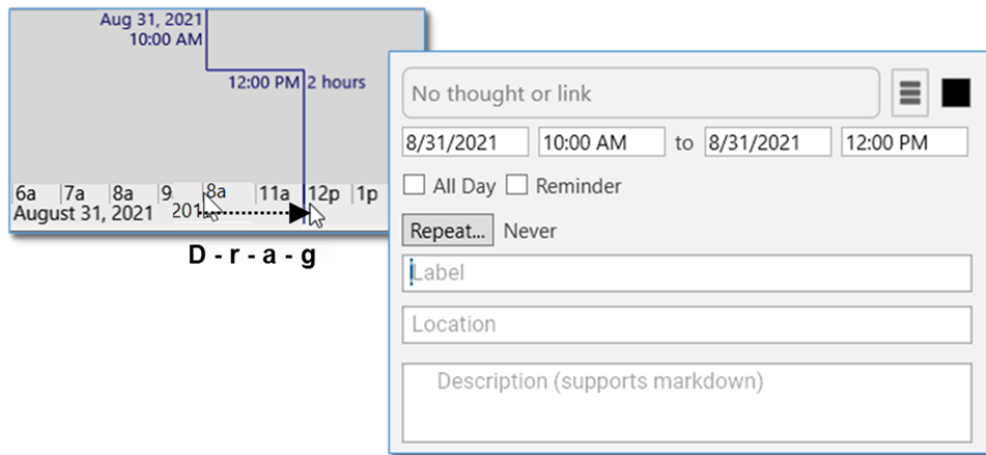 Aug 31, 2021
10:00 AM
12:00 PM 2 hours
6a 7a 8a 9 8a 11a 12p 1p
August 31, 2021 201
D - r - a - g
No thought or link
8/31/2021 10:00 AM to 8/31/2021 12:00 PM
All Day Reminder
Repeat... Never
Label
Location
Description (supports markdown)